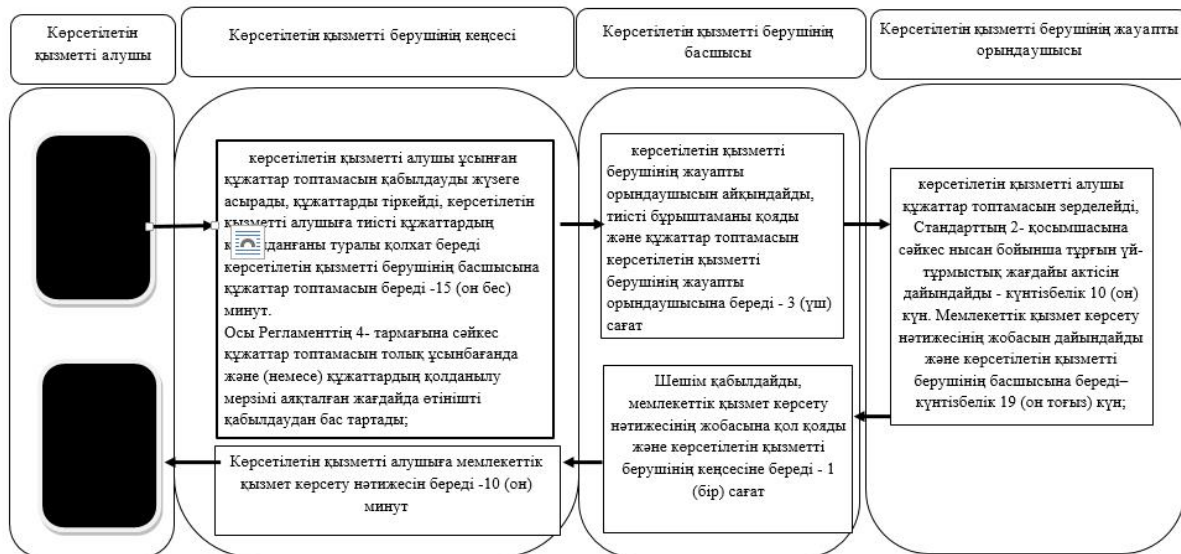 Көрсетілетін
қызметті алушы
Көрсетілетін қызметті берушінің кеңсесі
Көрсетілетін қызметті берушінің
басшысы
Көрсетілетін қызметті берушінің жауапты
орындаушысы
көрсетілетін қызметті алушы ұсынған
құжаттар топтамасын қабылдауды жүзеге
асырады, құжаттарды тіркейді, көрсетілетін
қызметті алушыға тиісті құжаттардың
туралы қолхат береді
көрсетілетін қызметті берушінің басшысына
құжаттар топтамасын береді -15 (он бес)
минут.
Осы Регламенттің 4- тармағына сәйкес
құжаттар топтамасын толық ұсынбағанда
және (немесе) құжаттардың қолданылу
мерзімі аяқталған жағдайда өтінішті
қабылдаудан бас тартады;
көрсетілетін қызметті
берушінің жауапты
орындаушысын айқындайды,
тиісті бұрыштаманы қояды
және құжаттар топтамасын
көрсетілетін қызметті
берушінің жауапты
орындаушысына береді - 3 (үш)
сағат
көрсетілетін қызметті алушы
құжаттар топтамасын зерделейді,
Стандарттың 2- қосымшасына
сәйкес нысан бойынша тұрғын үй-
тұрмыстық жағдайы актісін
дайындайды - күнтізбелік 10 (он)
күн. Мемлекеттік қызмет көрсету
нәтижесінің жобасын дайындайды
және көрсетілетін қызметті
берушінің басшысына береді–
күнтізбелік 19 (он тоғыз) күн;
Шешім қабылдайды,
мемлекеттік қызмет көрсету
нәтижесінің жобасына қол қояды
және көрсетілетін қызметті
берушінің кеңсесіне береді - 1
(бір) сағат
Көрсетілетін қызметті алушыға мемлекеттік
қызмет көрсету нәтижесін береді -10 (он)
минут